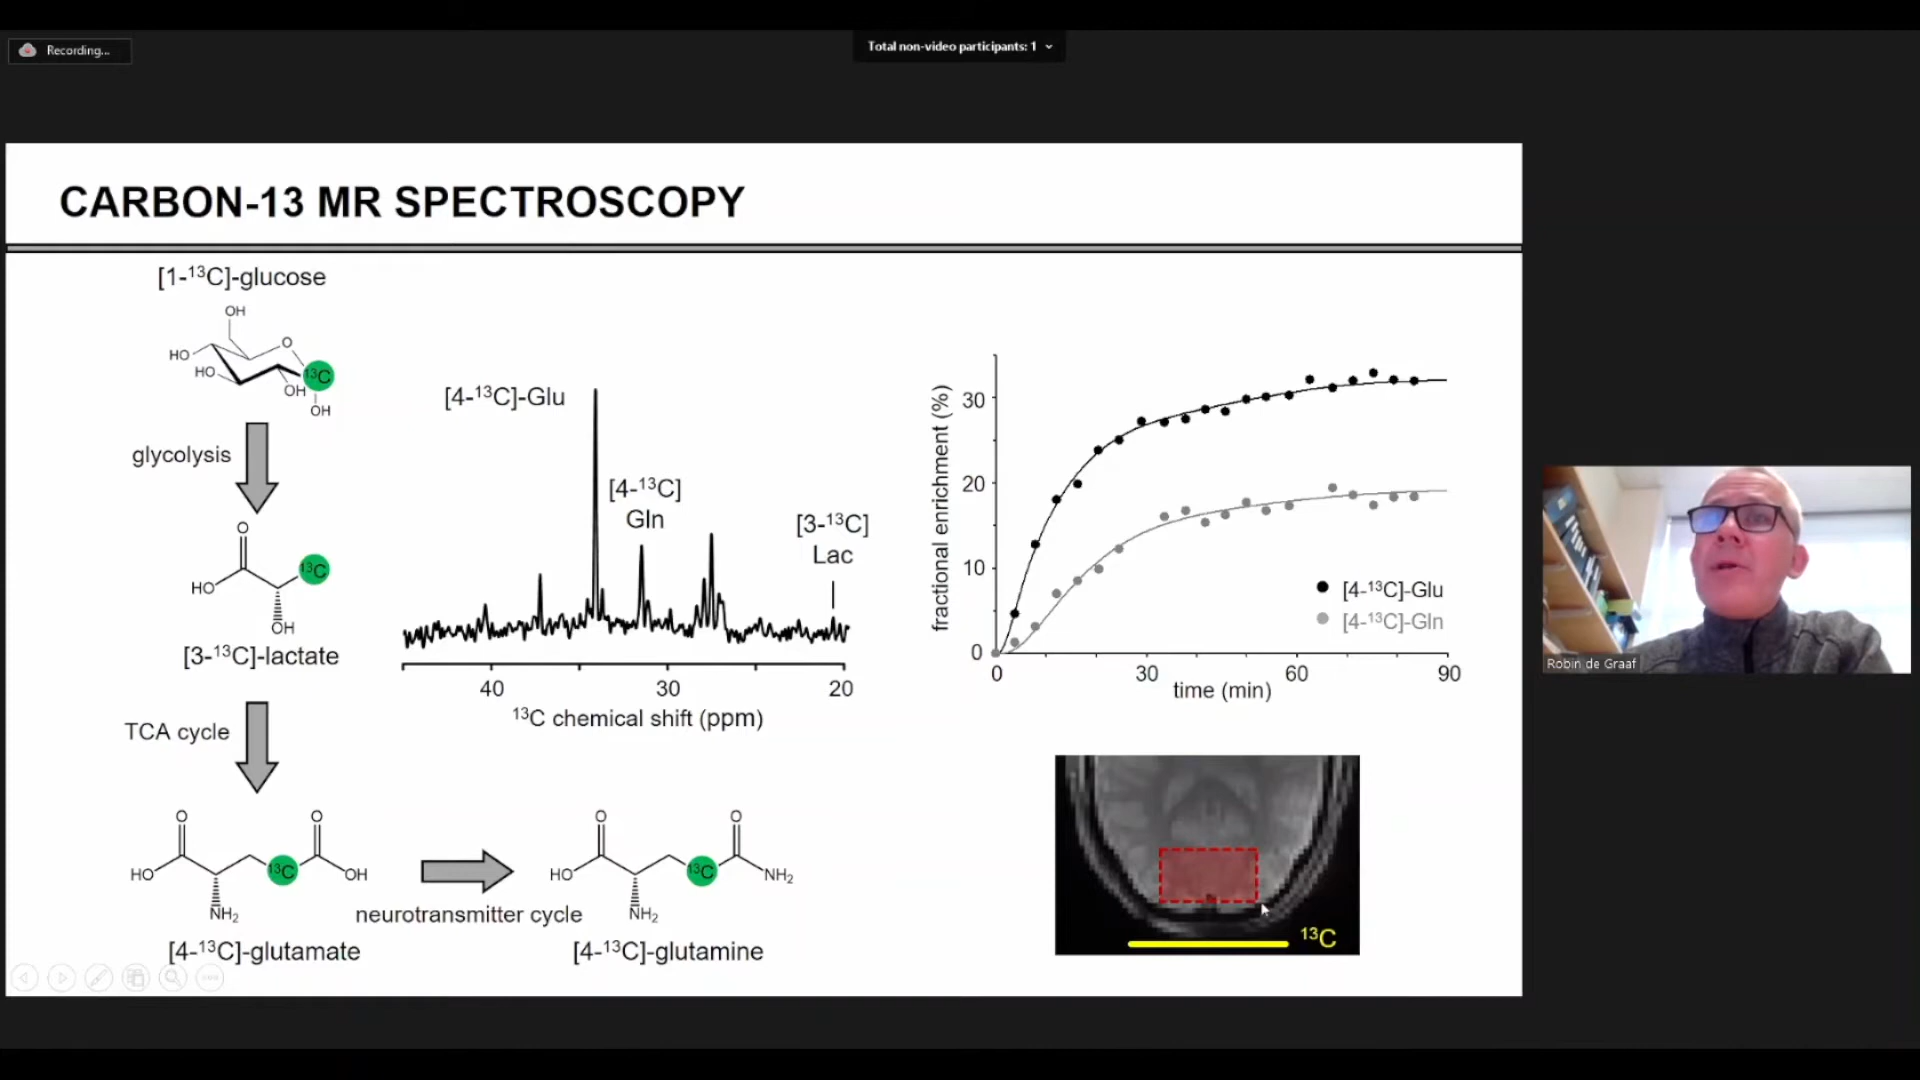 Recording...
Total non-video participants: 1
CARBON-13 MR SPECTROSCOPY
[1-¹³C]-glucose
OH
O
HO
HO
¹³C
OH
OH
glycolysis
O
¹³C
HO
OH
[3-¹³C]-lactate
TCA cycle
O
O
HO
¹³C
OH
NH₂
[4-¹³C]-glutamate
neurotransmitter cycle
O
O
HO
¹³C
NH₂
NH₂
[4-¹³C]-glutamine
[4-¹³C]-Glu
[4-¹³C]
Gln
[3-¹³C]
Lac
40
30
20
¹³C chemical shift (ppm)
fractional enrichment (%)
30
20
10
0
[4-¹³C]-Glu
[4-¹³C]-Gln
0
30
60
90
time (min)
¹³C
Robin de Graaf